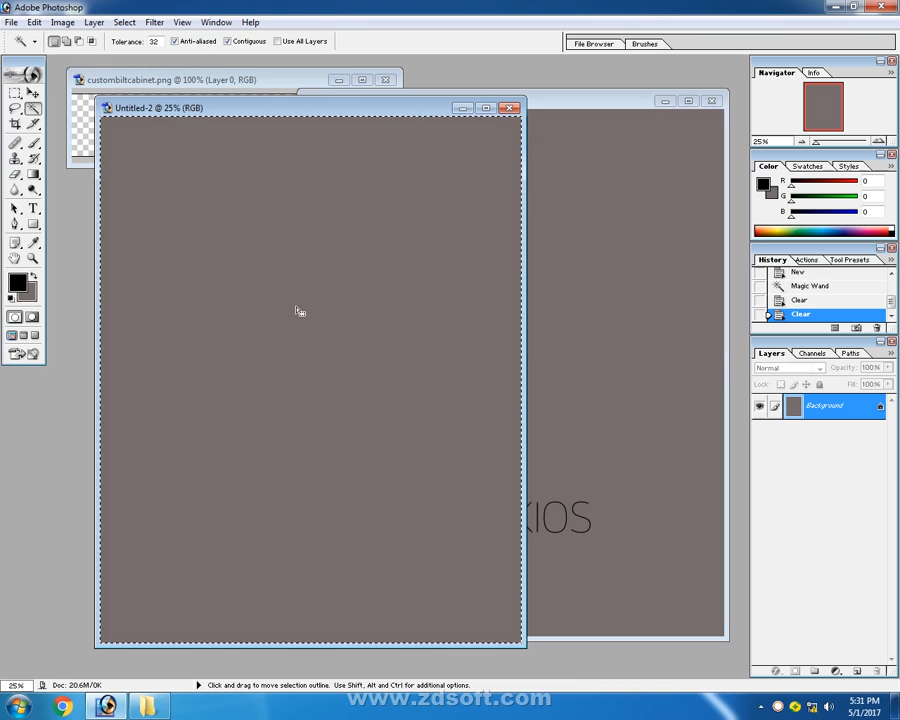 Adobe Photoshop
File Edit Image Layer Select Filter View Window Help
Tolerance: 32 Anti-aliased Contiguous Use All Layers File Browser Brushes
custombiltcabinet.png @ 100% (Layer 0, RGB)
Untitled-2 @ 25% (RGB)
KIOS
Navigator Info
25%
Color Swatches Styles
R 0
G 0
B 0
History Actions Tool Presets
New
Magic Wand
Clear
Clear
Layers Channels Paths
Normal Opacity: 100%
Lock: Fill: 100%
Background
25% Doc: 20.6M/0K Click and drag to move selection outline. Use Shift, Alt and Ctrl for additional options.
www.zdsoft.com
5:31 PM
5/1/2017